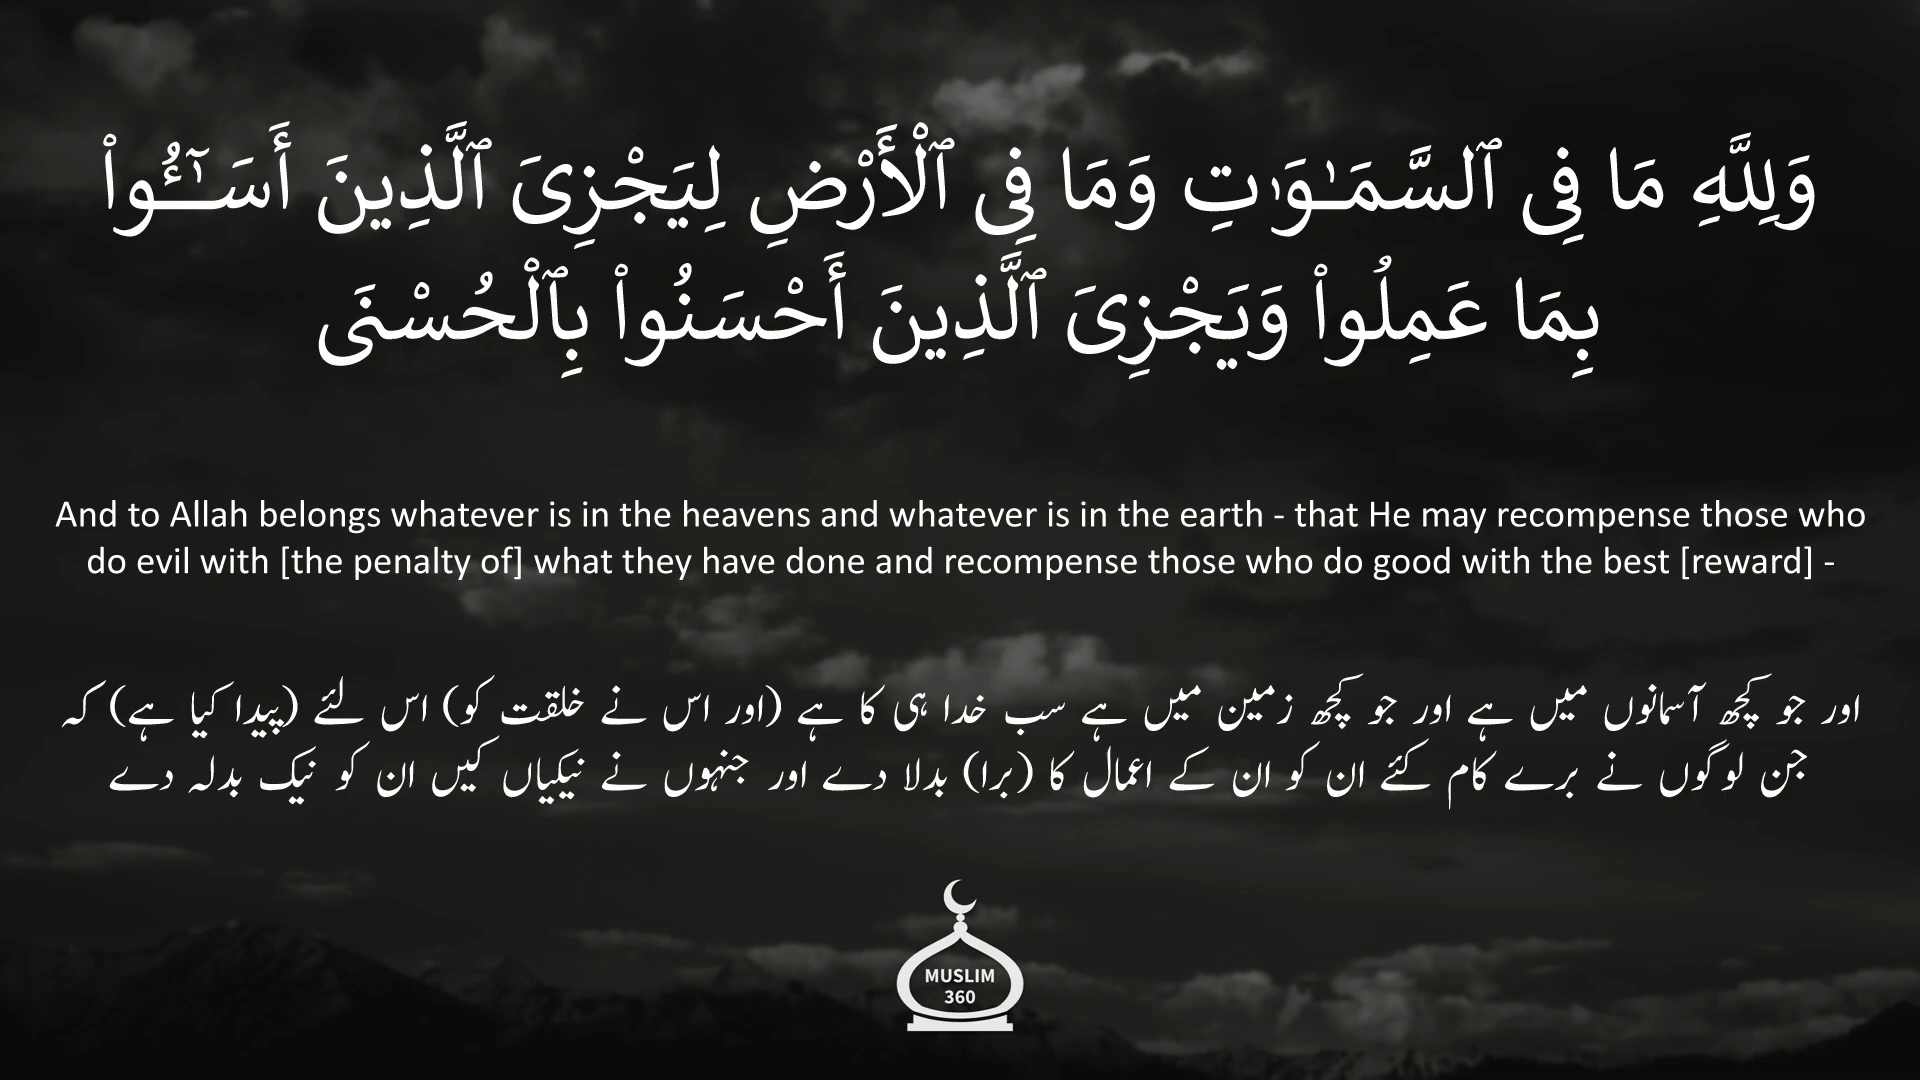 وَلِلَّهِ مَا فِى ٱلسَّمَـٰوَٰتِ وَمَا فِى ٱلْأَرْضِ لِيَجْزِىَ ٱلَّذِينَ أَسَـٰٓـُٔوا۟
بِمَا عَمِلُوا۟ وَيَجْزِىَ ٱلَّذِينَ أَحْسَنُوا۟ بِٱلْحُسْنَى
And to Allah belongs whatever is in the heavens and whatever is in the earth - that He may recompense those who
do evil with [the penalty of] what they have done and recompense those who do good with the best [reward] -
اور جو کچھ آسمانوں میں ہے اور جو کچھ زمین میں ہے سب خدا ہی کا ہے (اور اس نے خلقت کو) اس لئے (پیدا کیا ہے) کہ
جن لوگوں نے برے کام کئے ان کو ان کے اعمال کا (برا) بدلا دے اور جنہوں نے نیکیاں کیں ان کو نیک بدلہ دے
MUSLIM
360